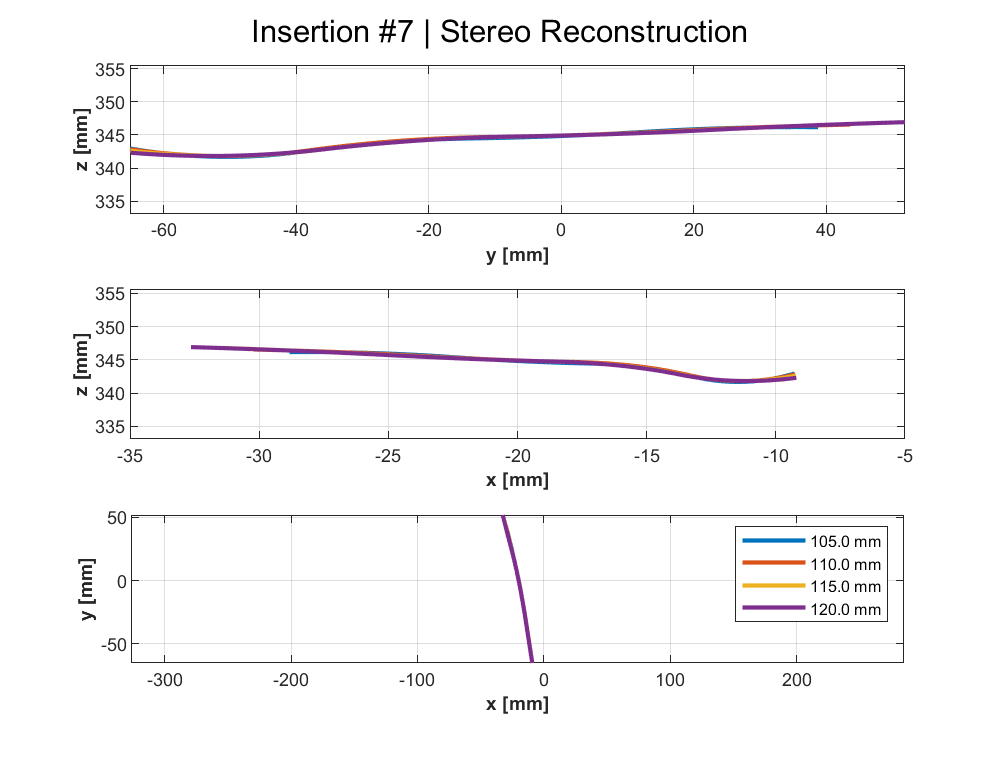 Insertion #7 | Stereo Reconstruction
355
350
345
340
335
z [mm]
-60 -40 -20 0 20 40
y [mm]
355
350
345
340
335
z [mm]
-35 -30 -25 -20 -15 -10 -5
x [mm]
50
0
-50
y [mm]
105.0 mm
110.0 mm
115.0 mm
120.0 mm
-300 -200 -100 0 100 200
x [mm]